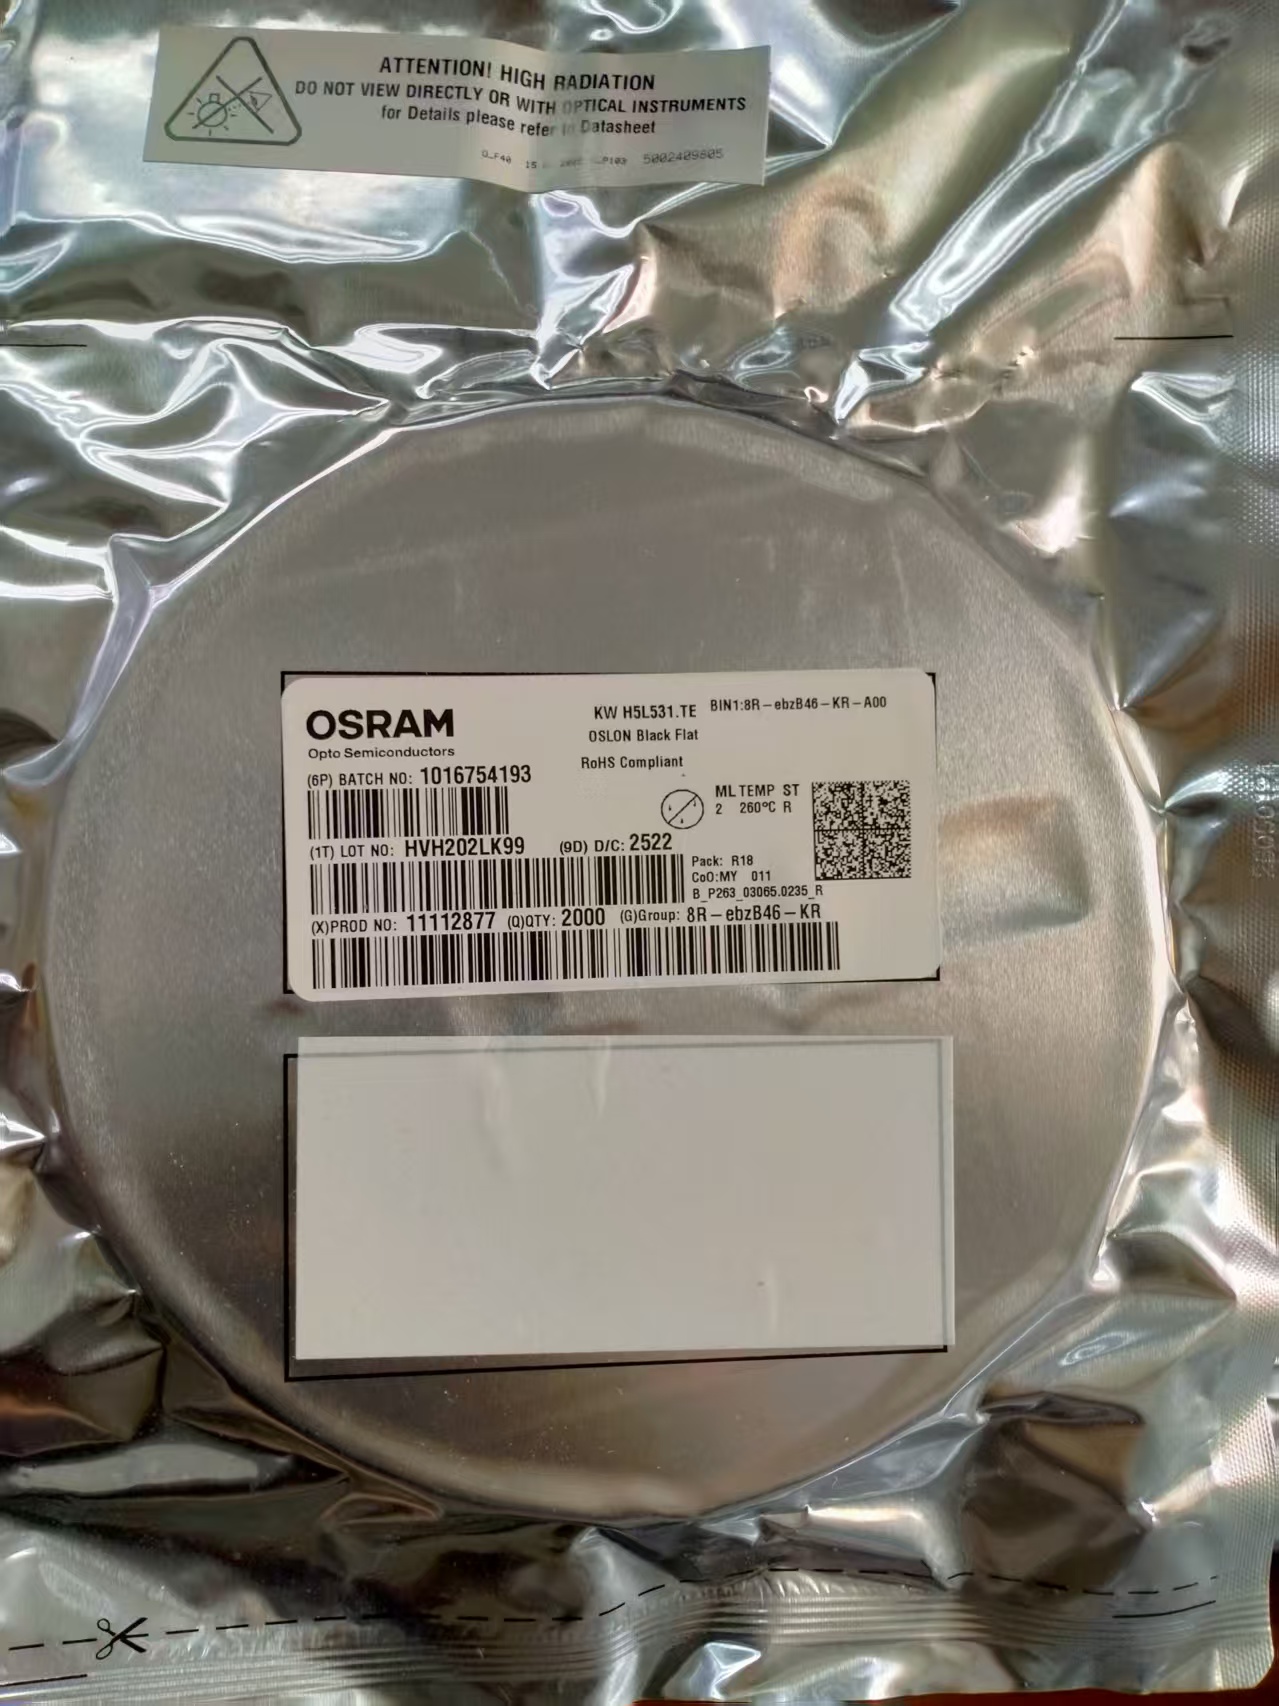 ATTENTION! HIGH RADIATION
DO NOT VIEW DIRECTLY OR WITH OPTICAL INSTRUMENTS
for Details please refer to Datasheet
Q_F40 15 P103 5002409805
OSRAM
Opto Semiconductors
KW H5L531.TE BIN1:8R-ebzB46-KR-A00
OSLON Black Flat
RoHS Compliant
(6P) BATCH NO: 1016754193
ML TEMP ST
2 260°C R
(1T) LOT NO: HVH202LK99 (9D) D/C: 2522
Pack: R18
CoO:MY 011
B_P263_03065.0235_R
(X)PROD NO: 11112877 (Q)QTY: 2000 (G)Group: 8R-ebzB46-KR